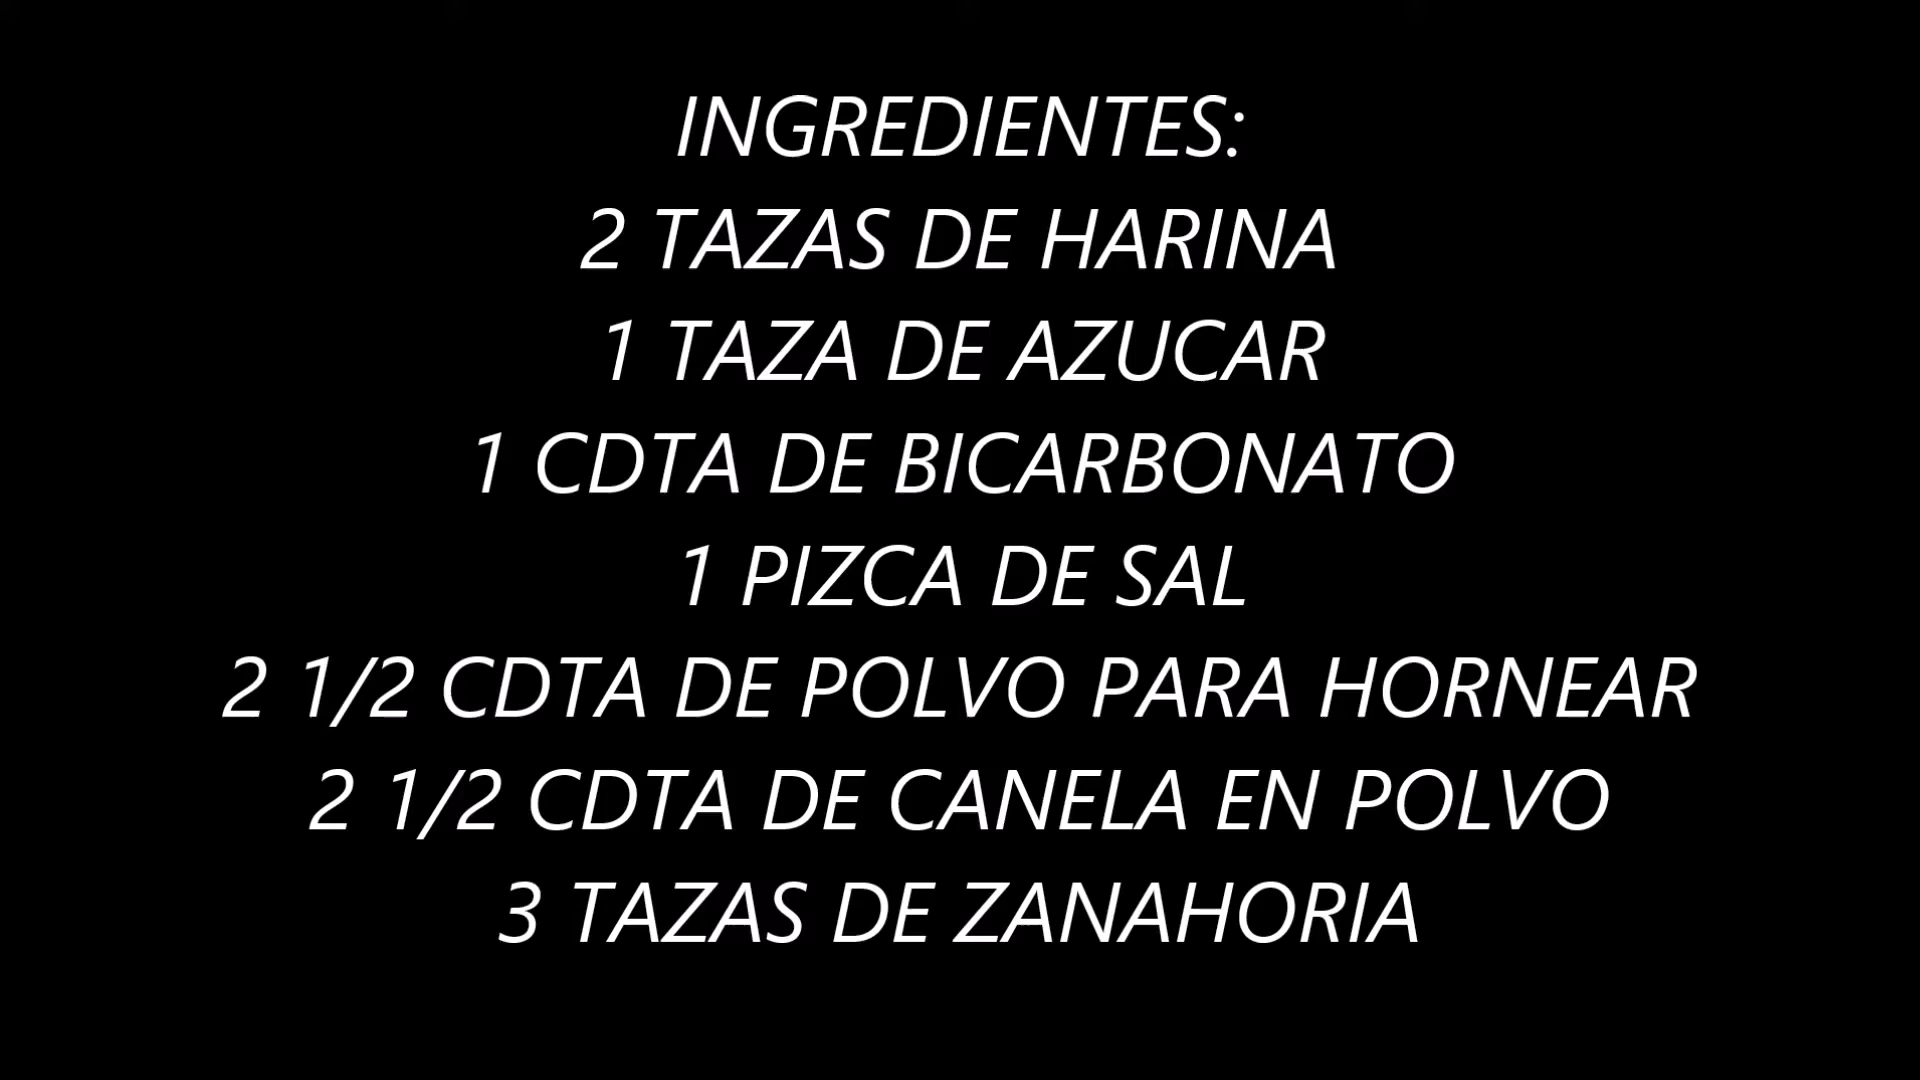 INGREDIENTES:
2 TAZAS DE HARINA
1 TAZA DE AZUCAR
1 CDTA DE BICARBONATO
1 PIZCA DE SAL
2 1/2 CDTA DE POLVO PARA HORNEAR
2 1/2 CDTA DE CANELA EN POLVO
3 TAZAS DE ZANAHORIA